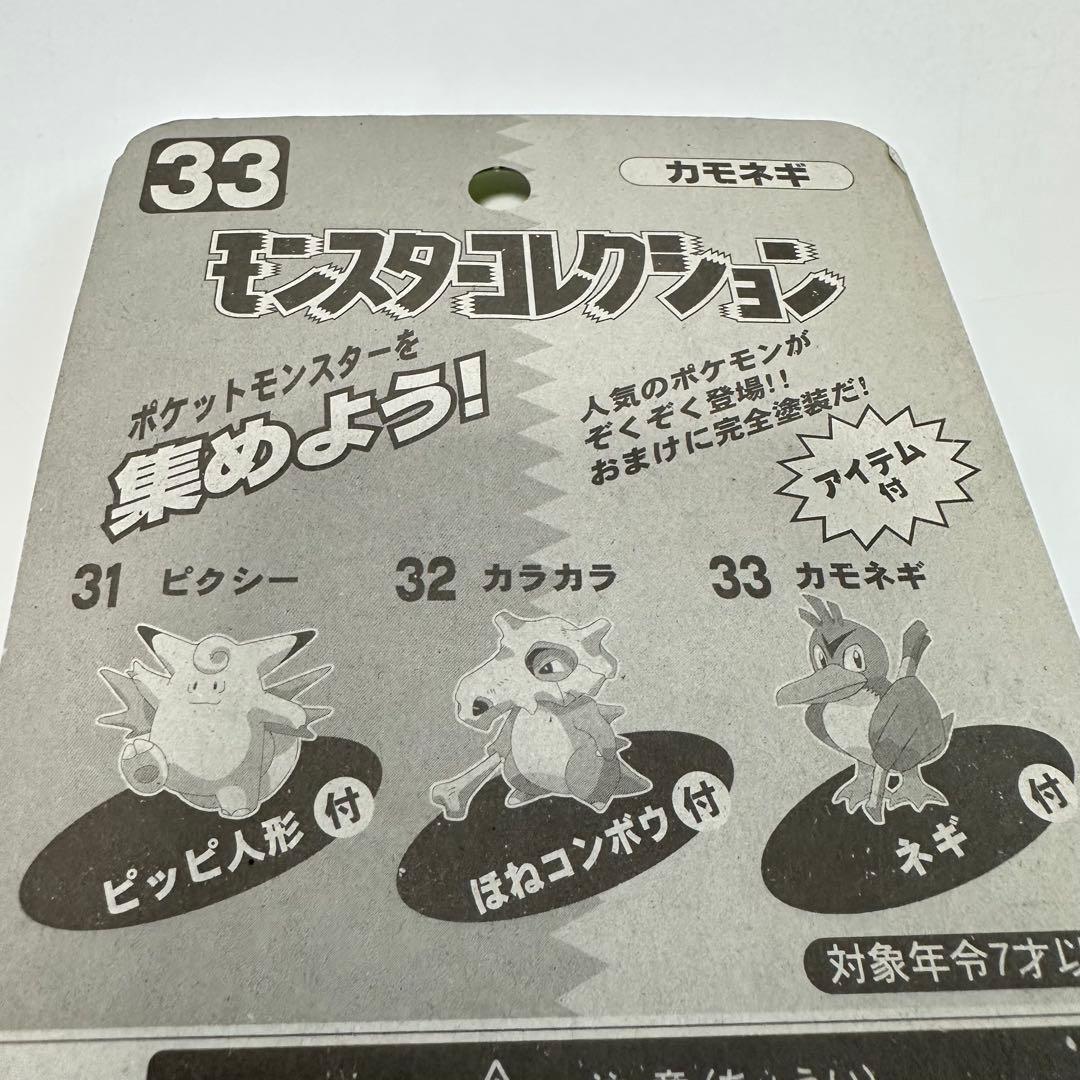 33
カモネギ
モンスターコレクション
ポケットモンスターを
集めよう!
人気のポケモンが
ぞくぞく登場!!
おまけに完全塗装だ!
アイテム
付
31 ピクシー
32 カラカラ
33 カモネギ
ピッピ人形 付
ほねコンボウ 付
ネギ 付
対象年令7才以